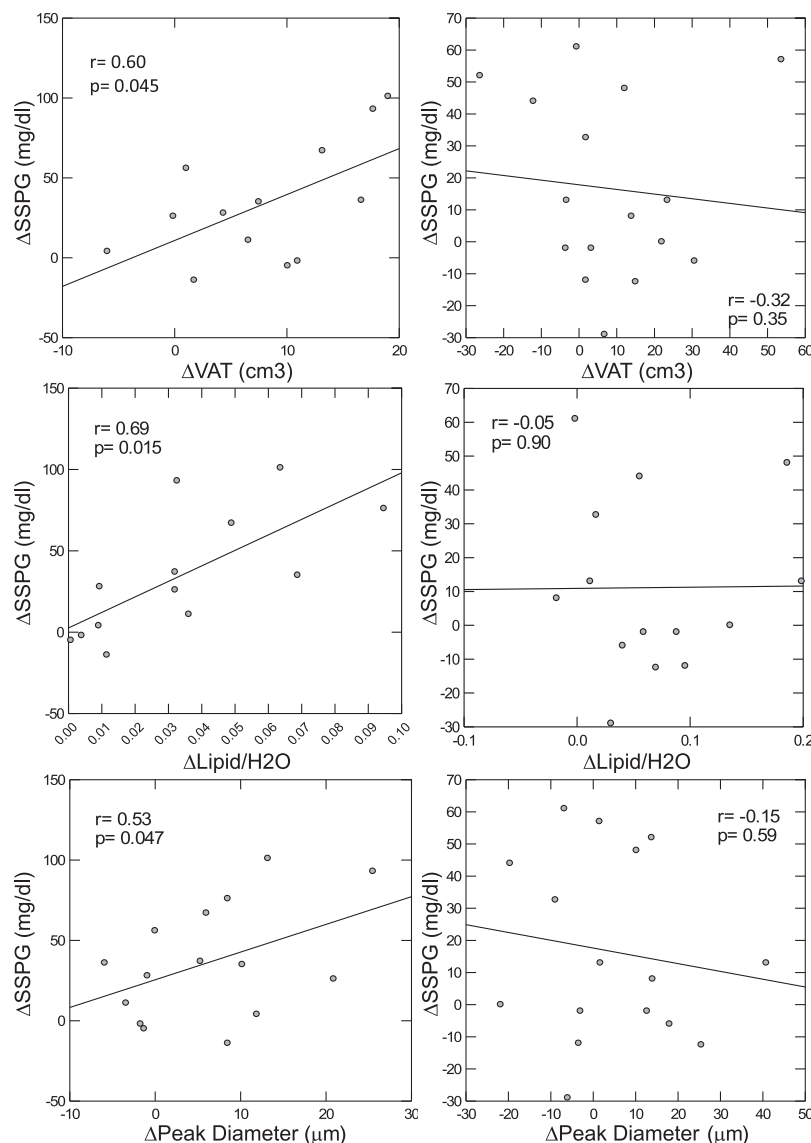 150
100
50
0
-50
ΔSSPG (mg/dl)
r= 0.60
p= 0.045
-10 0 10 20
ΔVAT (cm3)
70
60
50
40
30
20
10
0
-10
-20
-30
ΔSSPG (mg/dl)
r= -0.32
p= 0.35
-30 -20 -10 0 10 20 30 40 50 60
ΔVAT (cm3)
150
100
50
0
-50
ΔSSPG (mg/dl)
r= 0.69
p= 0.015
0.00 0.01 0.02 0.03 0.04 0.05 0.06 0.07 0.08 0.09 0.10
ΔLipid/H2O
70
60
50
40
30
20
10
0
-10
-20
-30
ΔSSPG (mg/dl)
r= -0.05
p= 0.90
-0.1 0.0 0.1 0.2
ΔLipid/H2O
150
100
50
0
-50
ΔSSPG (mg/dl)
r= 0.53
p= 0.047
-10 0 10 20 30
ΔPeak Diameter (μm)
70
60
50
40
30
20
10
0
-10
-20
-30
ΔSSPG (mg/dl)
r= -0.15
p= 0.59
-30 -20 -10 0 10 20 30 40 50
ΔPeak Diameter (μm)